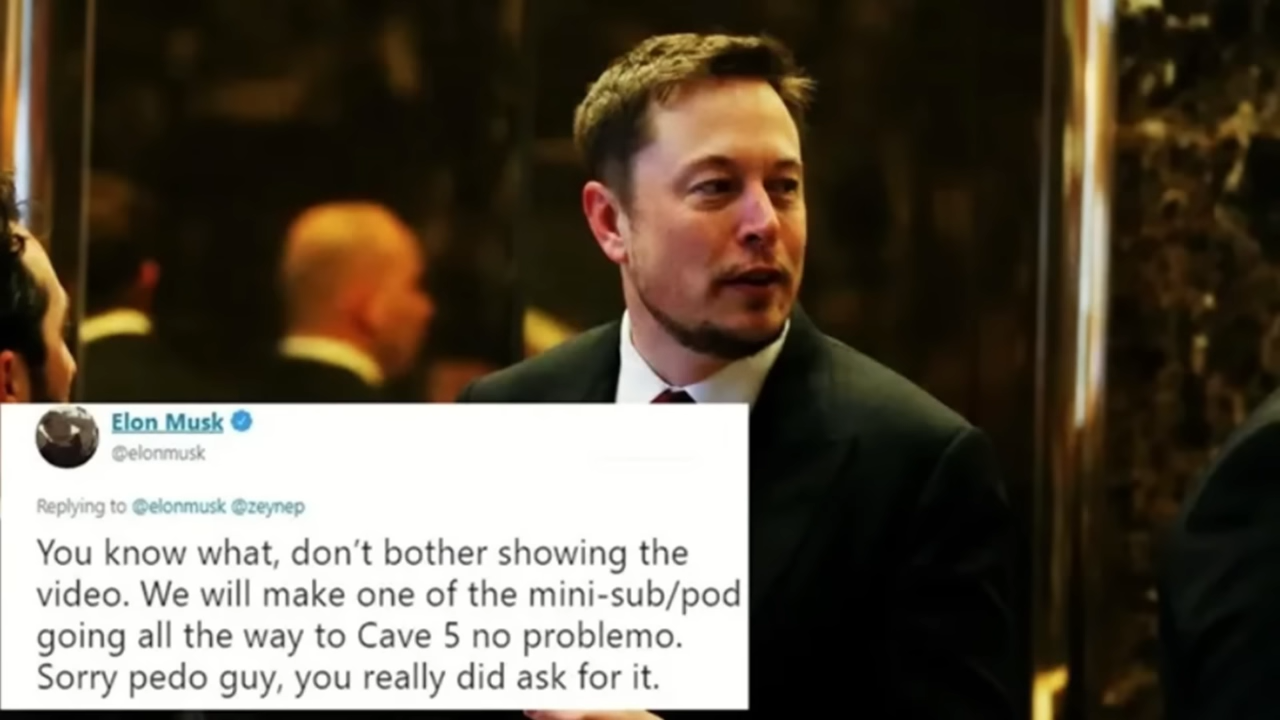 Elon Musk
@elonmusk
Replying to @elonmusk @zeynep
You know what, don’t bother showing the
video. We will make one of the mini-sub/pod
going all the way to Cave 5 no problemo.
Sorry pedo guy, you really did ask for it.